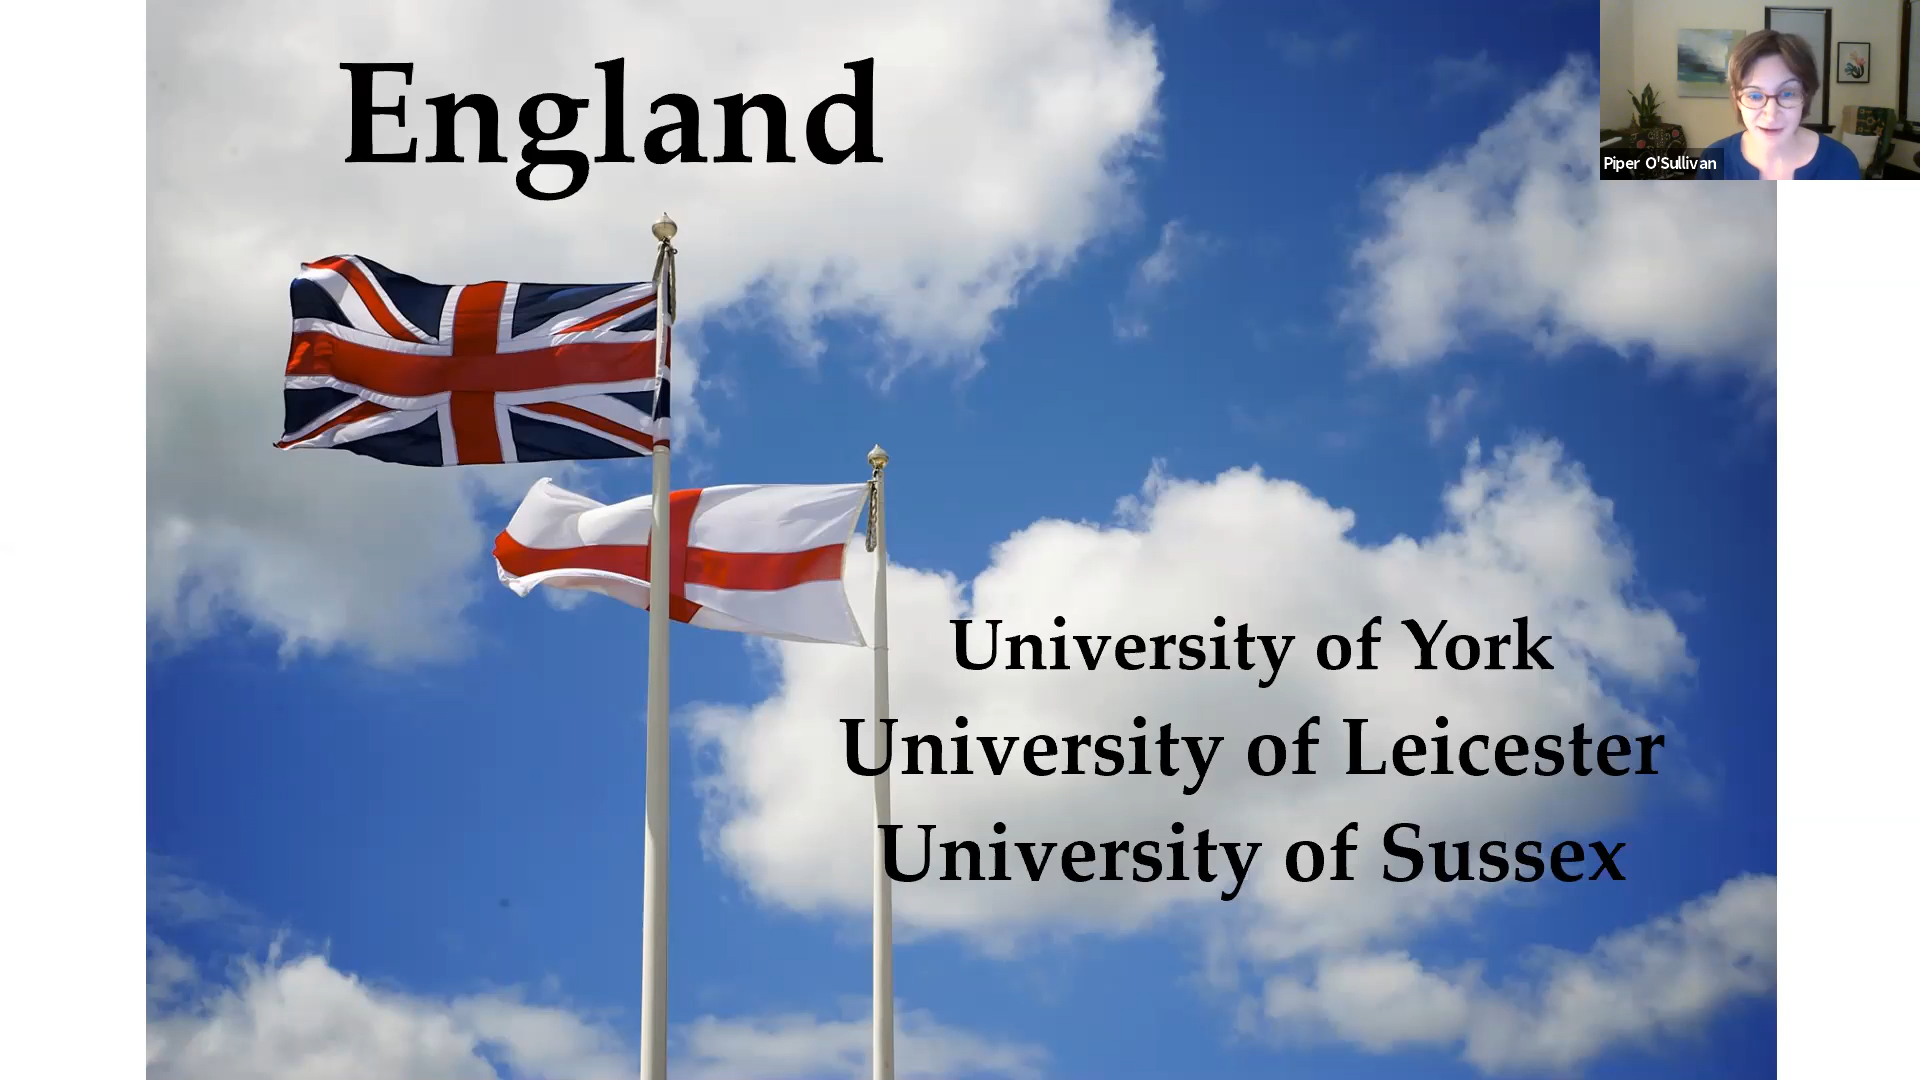 England
Piper O'Sullivan
University of York
University of Leicester
University of Sussex